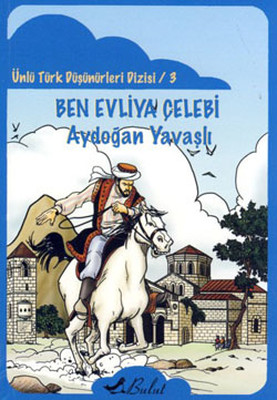 Ünlü Türk Düşünürleri Dizisi / 3
BEN EVLİYA ÇELEBİ
Aydoğan Yavaşlı
Bulut